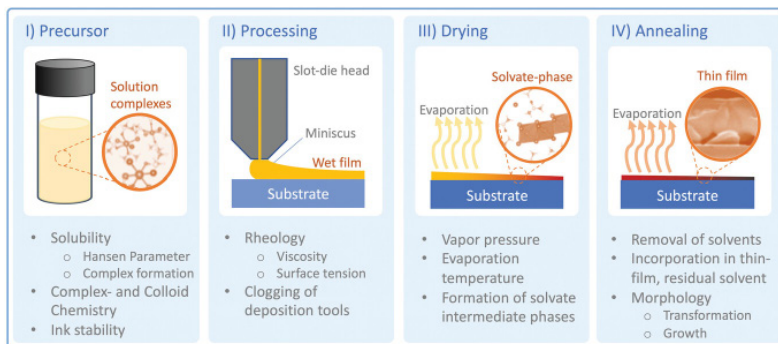 I) Precursor
Solution
complexes
• Solubility
o Hansen Parameter
o Complex formation
• Complex- and Colloid
Chemistry
• Ink stability
II) Processing
Slot-die head
Miniscus
Wet film
Substrate
• Rheology
o Viscosity
o Surface tension
• Clogging of
deposition tools
III) Drying
Solvate-phase
Evaporation
Substrate
• Vapor pressure
• Evaporation
temperature
• Formation of solvate
intermediate phases
IV) Annealing
Thin film
Evaporation
Substrate
• Removal of solvents
• Incorporation in thin-
film, residual solvent
• Morphology
o Transformation
o Growth